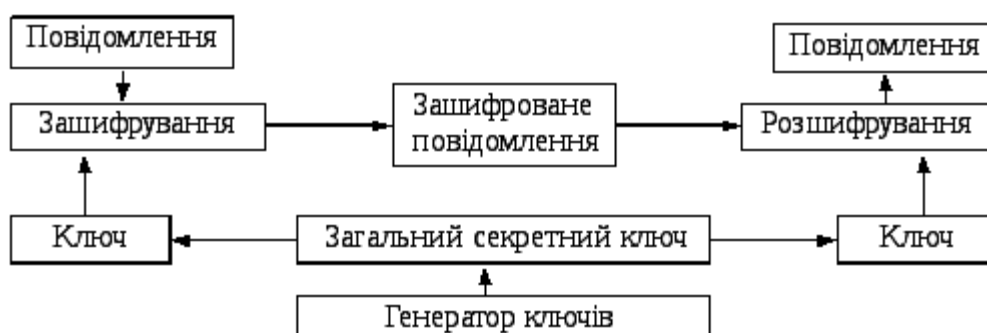 Повідомлення
Повідомлення
Зашифрування
Зашифроване
повідомлення
Розшифрування
Ключ
Загальний секретний ключ
Ключ
Генератор ключів